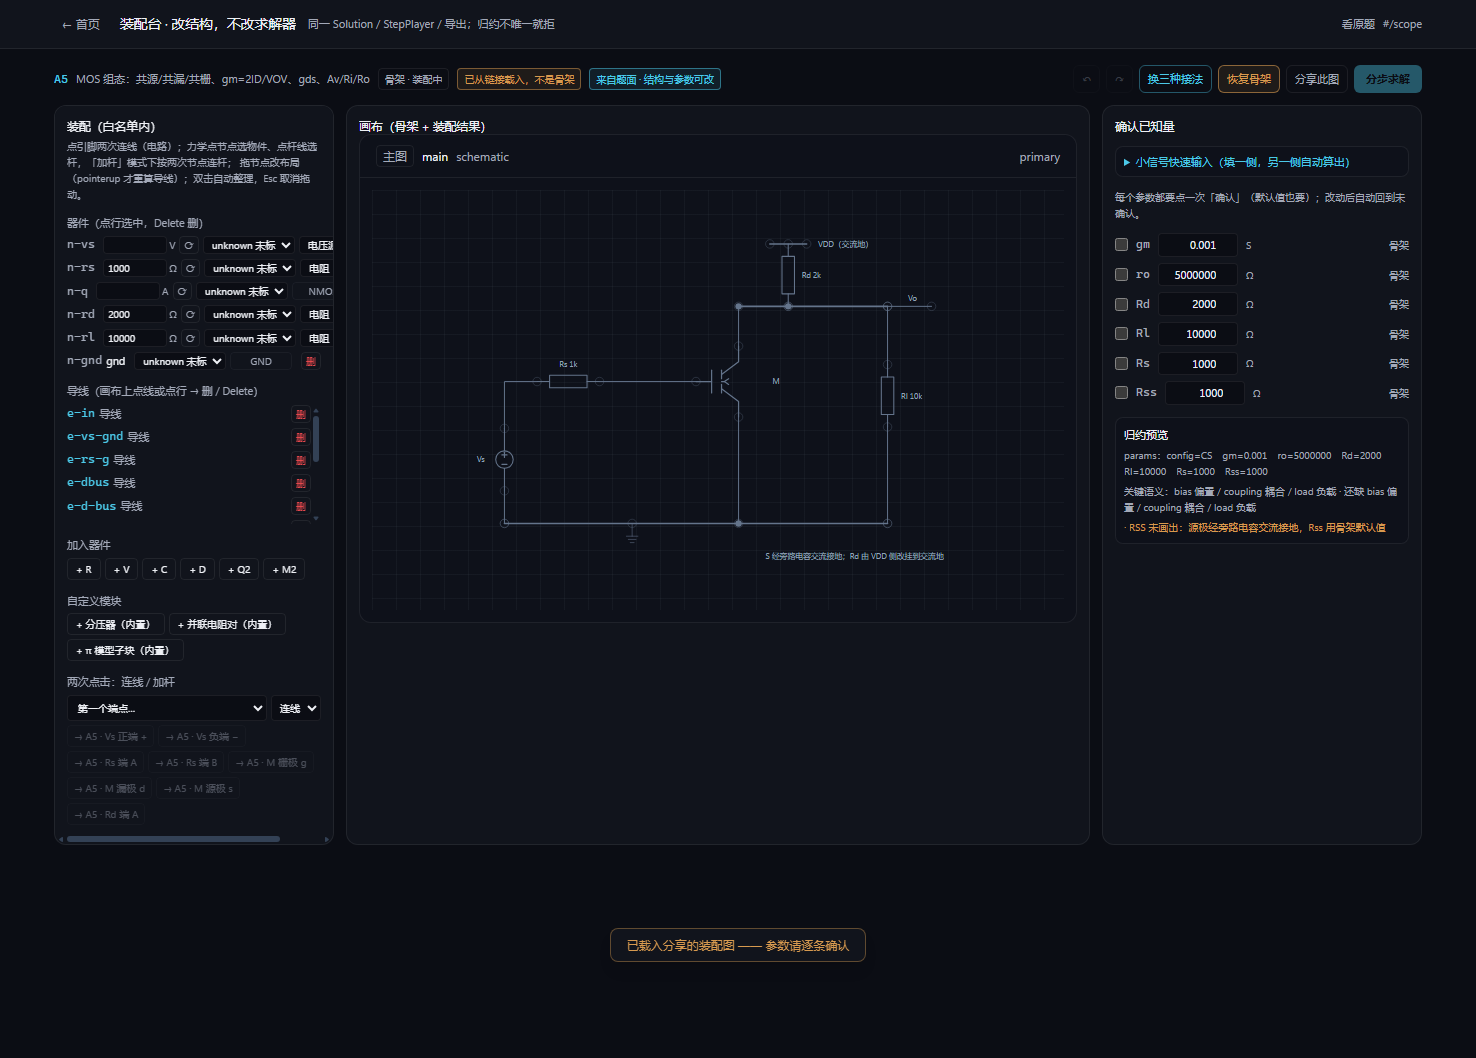 ← 首页 装配台 · 改结构，不改求解器 同一 Solution / StepPlayer / 导出；归约不唯一就拒 看原题 #/scope
A5 MOS 组态：共源/共漏/共栅、gm=2ID/VOV、gds、Av/Ri/Ro 骨架 · 装配中 已从链接载入，不是骨架 来自题面 · 结构与参数可改 ↶ ↷ 换三种接法 恢复骨架 分享此图 分步求解
装配（白名单内）
点引脚两次连线（电路）；力学点节点选物件、点杆线选
杆，「加杆」模式下按两次节点连杆； 拖节点改布局
（pointerup 才重算导线）；双击自动整理，Esc 取消拖
动。
器件（点行选中，Delete 删）
n-vs V unknown 未标 电压源
n-rs 1000 Ω unknown 未标 电阻
n-q A unknown 未标 NMO
n-rd 2000 Ω unknown 未标 电阻
n-rl 10000 Ω unknown 未标 电阻
n-gnd gnd unknown 未标 GND 删
导线（画布上点线或点行 → 删 / Delete）
e-in 导线 删
e-vs-gnd 导线 删
e-rs-g 导线 删
e-dbus 导线 删
e-d-bus 导线 删
加入器件
+ R + V + C + D + Q2 + M2
自定义模块
+ 分压器（内置） + 并联电阻对（内置）
+ π 模型子块（内置）
两次点击：连线 / 加杆
第一个端点… 连线
→ A5 · Vs 正端 + → A5 · Vs 负端 −
→ A5 · Rs 端 A → A5 · Rs 端 B → A5 · M 栅极 g
→ A5 · M 漏极 d → A5 · M 源极 s
→ A5 · Rd 端 A
画布（骨架 + 装配结果）
主图 main schematic primary
VDD（交流地）
Rd 2k
Vo
Rs 1k
M
Rl 10k
Vs
S 经旁路电容交流接地；Rd 由 VDD 侧改挂到交流地
确认已知量
▸ 小信号快速输入（填一侧，另一侧自动算出）
每个参数都要点一次「确认」（默认值也要）；改动后自动回到未
确认。
gm 0.001 S 骨架
ro 5000000 Ω 骨架
Rd 2000 Ω 骨架
Rl 10000 Ω 骨架
Rs 1000 Ω 骨架
Rss 1000 Ω 骨架
归约预览
params：config=CS gm=0.001 ro=5000000 Rd=2000
Rl=10000 Rs=1000 Rss=1000
关键语义：bias 偏置 / coupling 耦合 / load 负载 · 还缺 bias 偏
置 / coupling 耦合 / load 负载
· RSS 未画出：源极经旁路电容交流接地，Rss 用骨架默认值
已载入分享的装配图 —— 参数请逐条确认